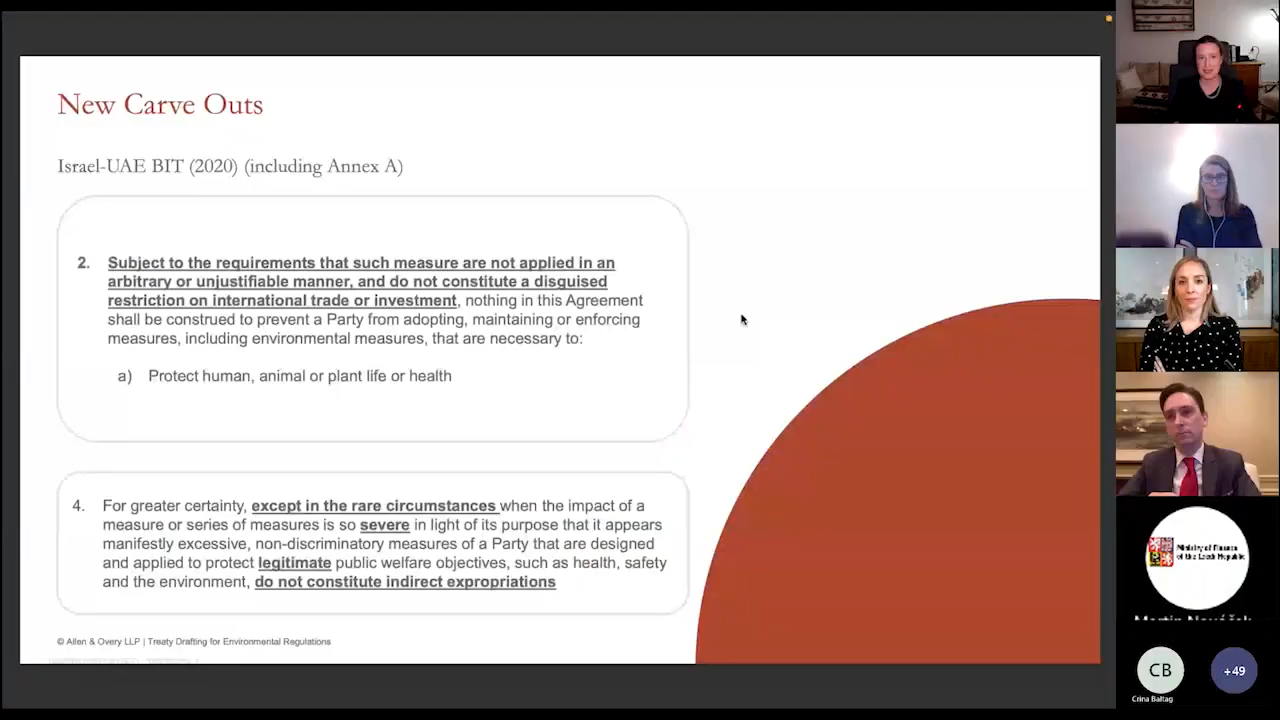 New Carve Outs
Israel-UAE BIT (2020) (including Annex A)
2. Subject to the requirements that such measure are not applied in an
arbitrary or unjustifiable manner, and do not constitute a disguised
restriction on international trade or investment, nothing in this Agreement
shall be construed to prevent a Party from adopting, maintaining or enforcing
measures, including environmental measures, that are necessary to:
a) Protect human, animal or plant life or health
4. For greater certainty, except in the rare circumstances when the impact of a
measure or series of measures is so severe in light of its purpose that it appears
manifestly excessive, non-discriminatory measures of a Party that are designed
and applied to protect legitimate public welfare objectives, such as health, safety
and the environment, do not constitute indirect expropriations
© Allen & Overy LLP | Treaty Drafting for Environmental Regulations
Ministry of Finance
of the Czech Republic
CB
Crina Baltag
+49